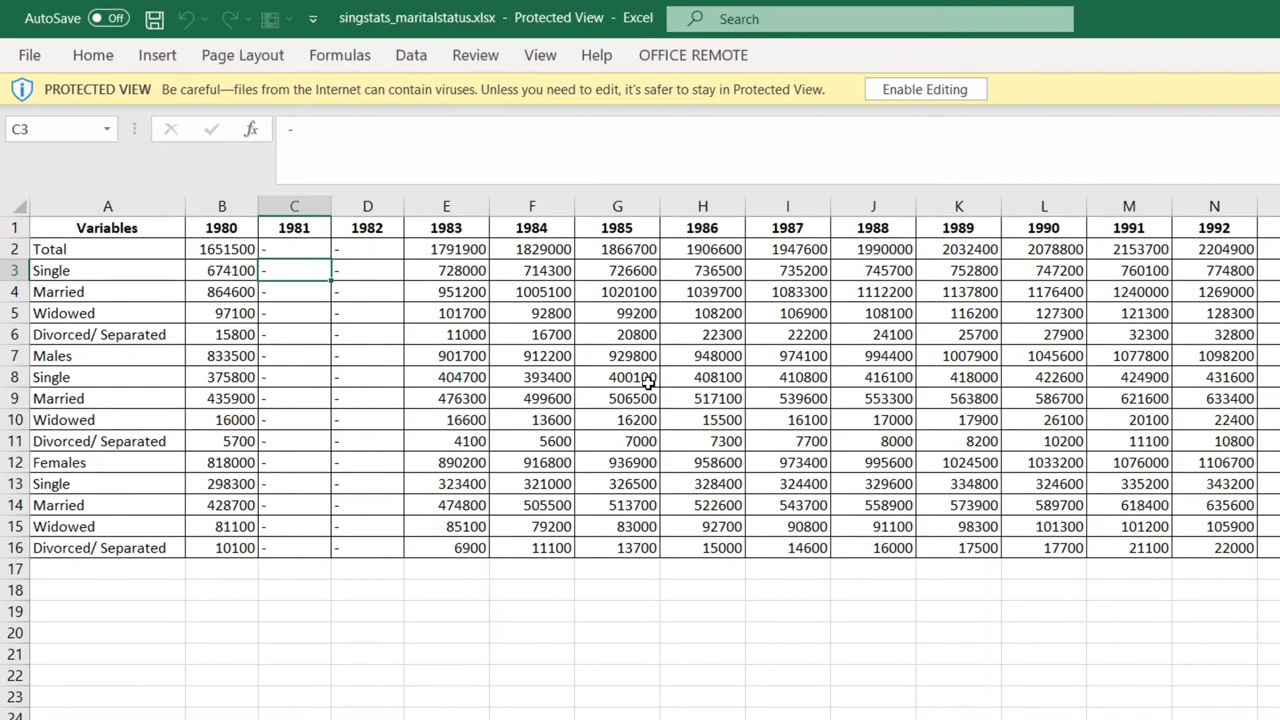 AutoSave Off singstats_maritalstatus.xlsx - Protected View - Excel Search
File Home Insert Page Layout Formulas Data Review View Help OFFICE REMOTE
PROTECTED VIEW Be careful—files from the Internet can contain viruses. Unless you need to edit, it's safer to stay in Protected View. Enable Editing
C3 fx -
A B C D E F G H I J K L M N
1 Variables 1980 1981 1982 1983 1984 1985 1986 1987 1988 1989 1990 1991 1992
2 Total 1651500 - - 1791900 1829000 1866700 1906600 1947600 1990000 2032400 2078800 2153700 2204900
3 Single 674100 - - 728000 714300 726600 736500 735200 745700 752800 747200 760100 774800
4 Married 864600 - - 951200 1005100 1020100 1039700 1083300 1112200 1137800 1176400 1240000 1269000
5 Widowed 97100 - - 101700 92800 99200 108200 106900 108100 116200 127300 121300 128300
6 Divorced/ Separated 15800 - - 11000 16700 20800 22300 22200 24100 25700 27900 32300 32800
7 Males 833500 - - 901700 912200 929800 948000 974100 994400 1007900 1045600 1077800 1098200
8 Single 375800 - - 404700 393400 400100 408100 410800 416100 418000 422600 424900 431600
9 Married 435900 - - 476300 499600 506500 517100 539600 553300 563800 586700 621600 633400
10 Widowed 16000 - - 16600 13600 16200 15500 16100 17000 17900 26100 20100 22400
11 Divorced/ Separated 5700 - - 4100 5600 7000 7300 7700 8000 8200 10200 11100 10800
12 Females 818000 - - 890200 916800 936900 958600 973400 995600 1024500 1033200 1076000 1106700
13 Single 298300 - - 323400 321000 326500 328400 324400 329600 334800 324600 335200 343200
14 Married 428700 - - 474800 505500 513700 522600 543700 558900 573900 589700 618400 635600
15 Widowed 81100 - - 85100 79200 83000 92700 90800 91100 98300 101300 101200 105900
16 Divorced/ Separated 10100 - - 6900 11100 13700 15000 14600 16000 17500 17700 21100 22000
17
18
19
20
21
22
23
24